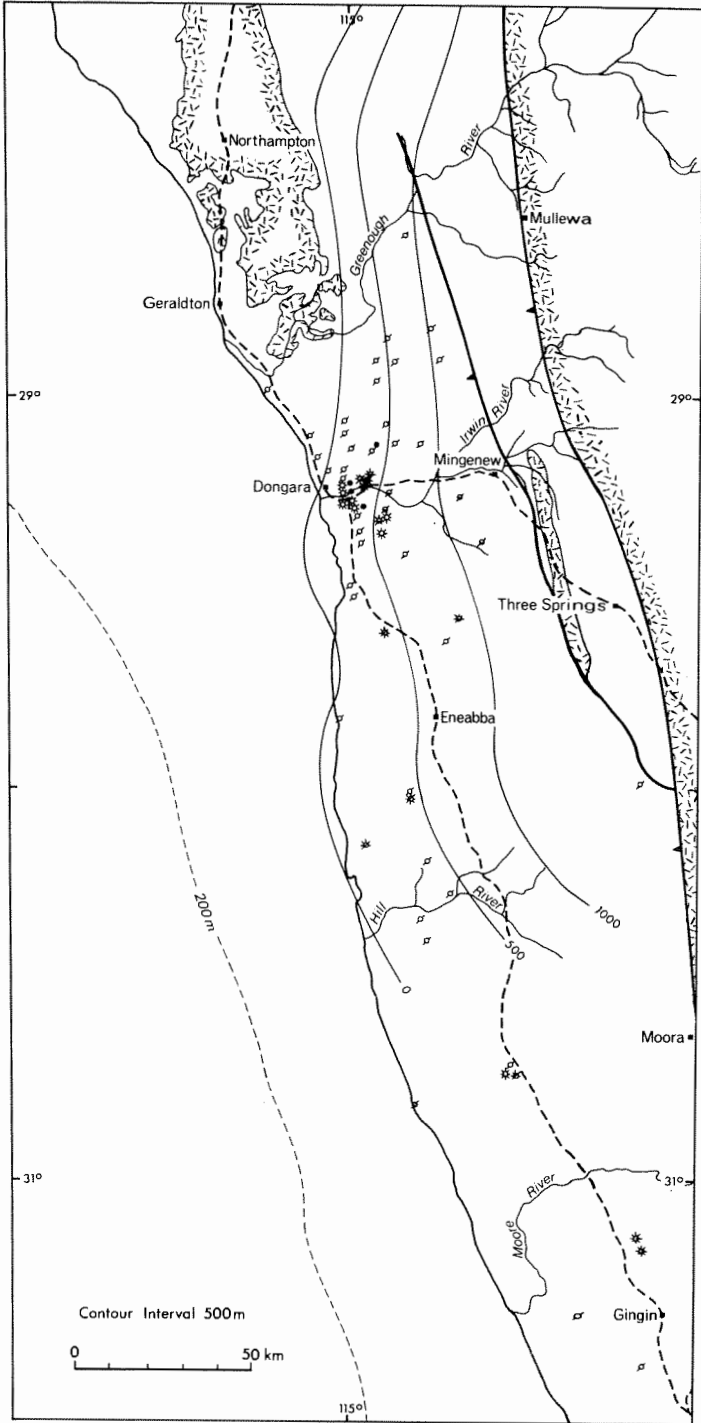 115°
Northampton
River
Greenough
Mullewa
Geraldton
29°
29°
Irwin River
Mingenew
Dongara
Three Springs
Eneabba
200m
Hill
River
1000
500
0
Moora
31°
River
31°
Moore
Contour Interval 500m
Gingin
0
50 km
115°